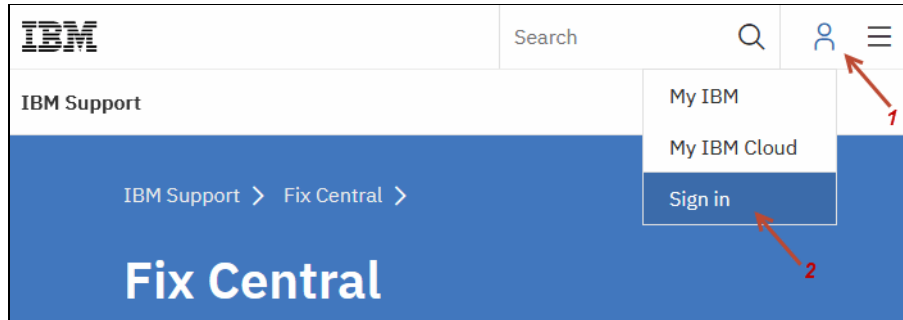 IBM
Search
My IBM
1
IBM Support
My IBM Cloud
IBM Support > Fix Central >
Sign in
2
Fix Central